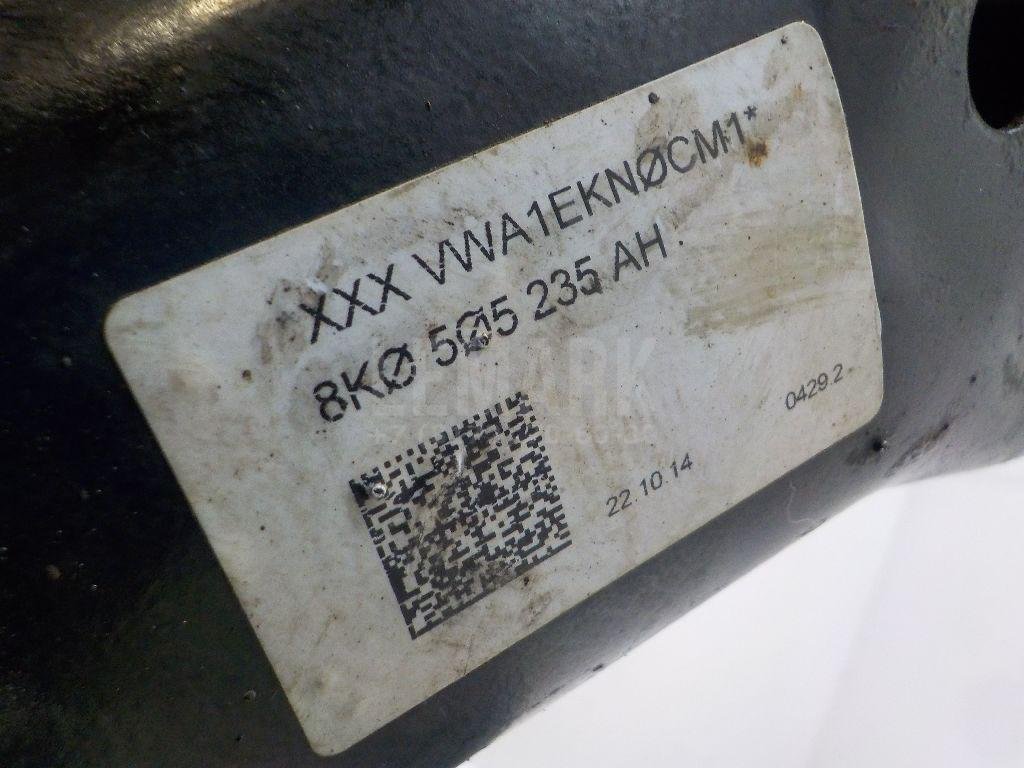 XXX VWA1EKNØCM1*
8KØ 5Ø5 235 AH
0429.2
22.10.14